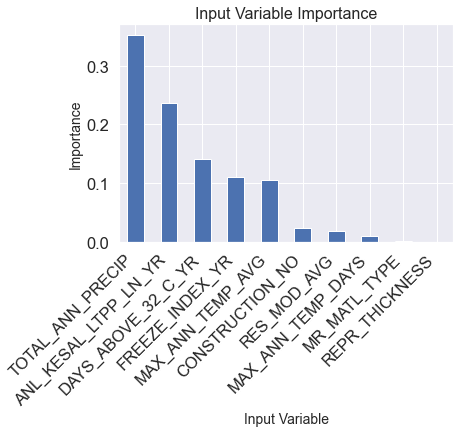 Input Variable Importance
Importance
0.3
0.2
0.1
0.0
TOTAL_ANN_PRECIP
ANL_KESAL_LTPP_LN_YR
DAYS_ABOVE_32_C_YR
FREEZE_INDEX_YR
MAX_ANN_TEMP_AVG
CONSTRUCTION_NO
RES_MOD_AVG
MAX_ANN_TEMP_DAYS
MR_MATL_TYPE
REPR_THICKNESS
Input Variable